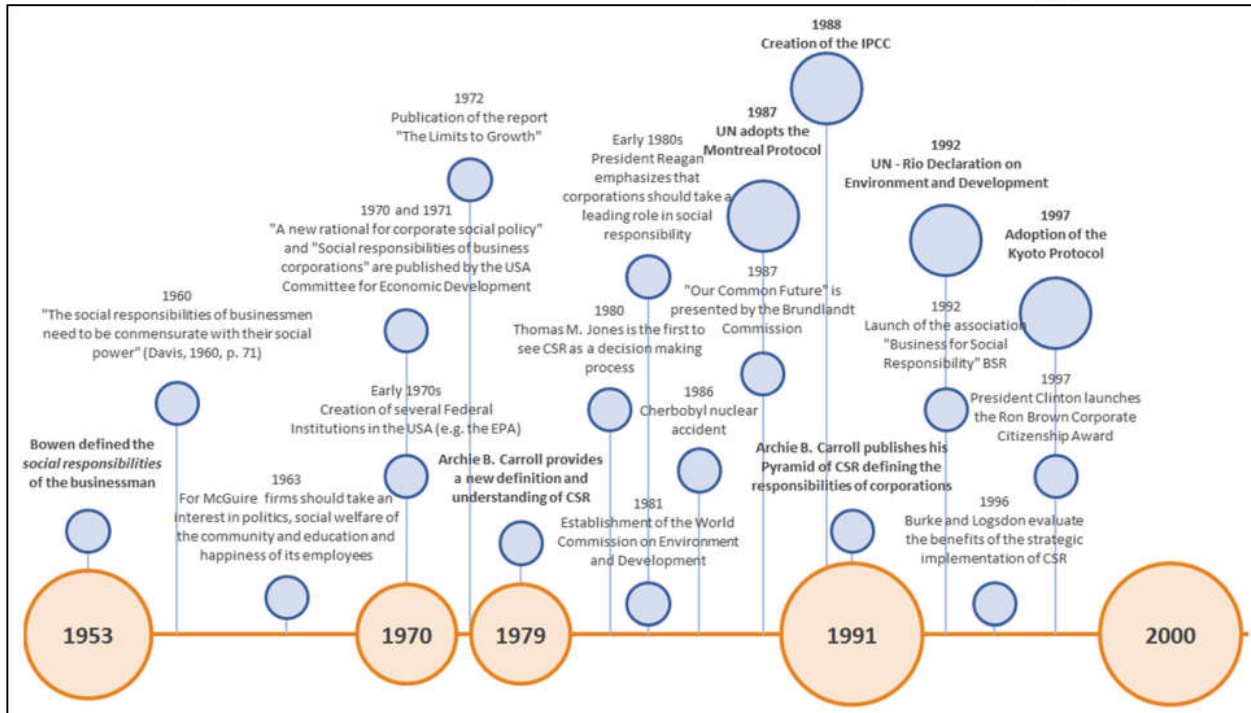 1988
Creation of the IPCC
1972
Publication of the report
"The Limits to Growth"
1987
UN adopts the
Montreal Protocol
Early 1980s
President Reagan
emphasizes that
corporations should take a
leading role in social
responsibility
1992
UN - Rio Declaration on
Environment and Development
1970 and 1971
"A new rational for corporate social policy"
and "Social responsibilities of business
corporations" are published by the USA
Committee for Economic Development
1997
Adoption of the
Kyoto Protocol
1960
"The social responsibilities of businessmen
need to be commensurate with their social
power" (Davis, 1960, p. 71)
1980
Thomas M. Jones is the first to
see CSR as a decision making
process
1987
"Our Common Future" is
presented by the Brundlandt
Commission
1992
Launch of the association
"Business for Social
Responsibility" BSR
Early 1970s
Creation of several Federal
Institutions in the USA (e.g. the EPA)
1986
Cherbobyl nuclear
accident
1997
President Clinton launches
the Ron Brown Corporate
Citizenship Award
Bowen defined the
social responsibilities
of the businessman
1963
For McGuire firms should take an
interest in politics, social welfare of
the community and education and
happiness of its employees
Archie B. Carroll provides
a new definition and
understanding of CSR
1981
Establishment of the World
Commission on Environment
and Development
Archie B. Carroll publishes his
Pyramid of CSR defining the
responsibilities of corporations
1996
Burke and Logsdon evaluate
the benefits of the strategic
implementation of CSR
1953
1970
1979
1991
2000